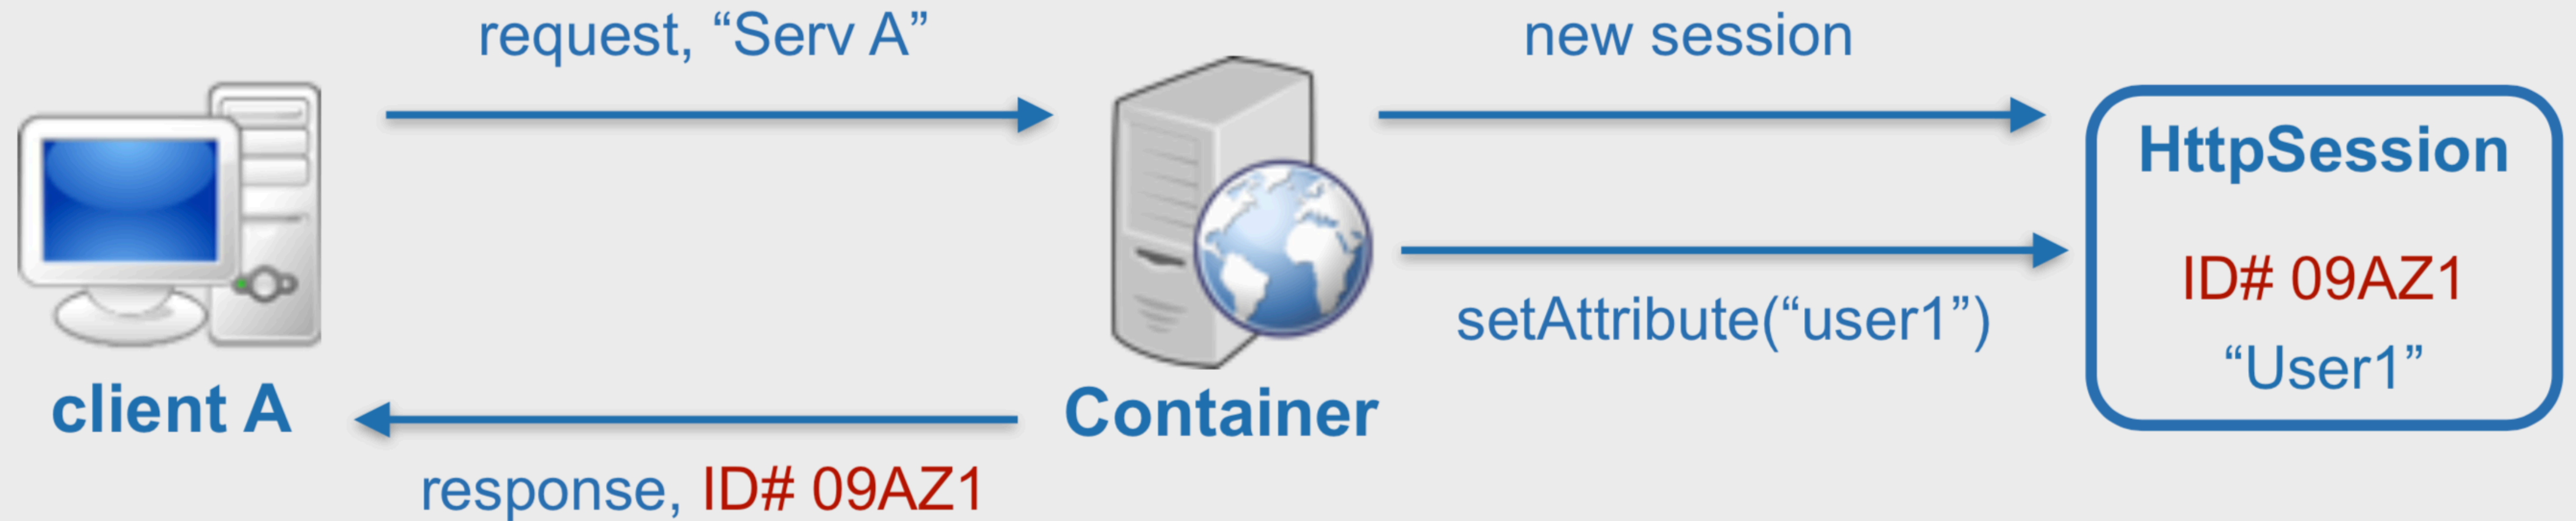 request, “Serv A”
new session
HttpSession
ID# 09AZ1
“User1”
setAttribute(“user1”)
client A
Container
response, ID# 09AZ1